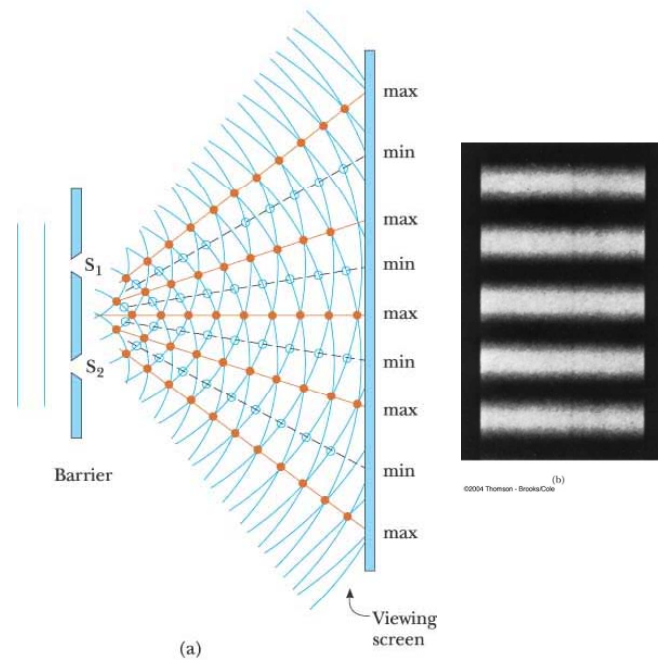 max
min
max
S1
min
max
S2
min
max
min
Barrier
max
Viewing
screen
(a)
(b)
©2004 Thomson - Brooks/Cole